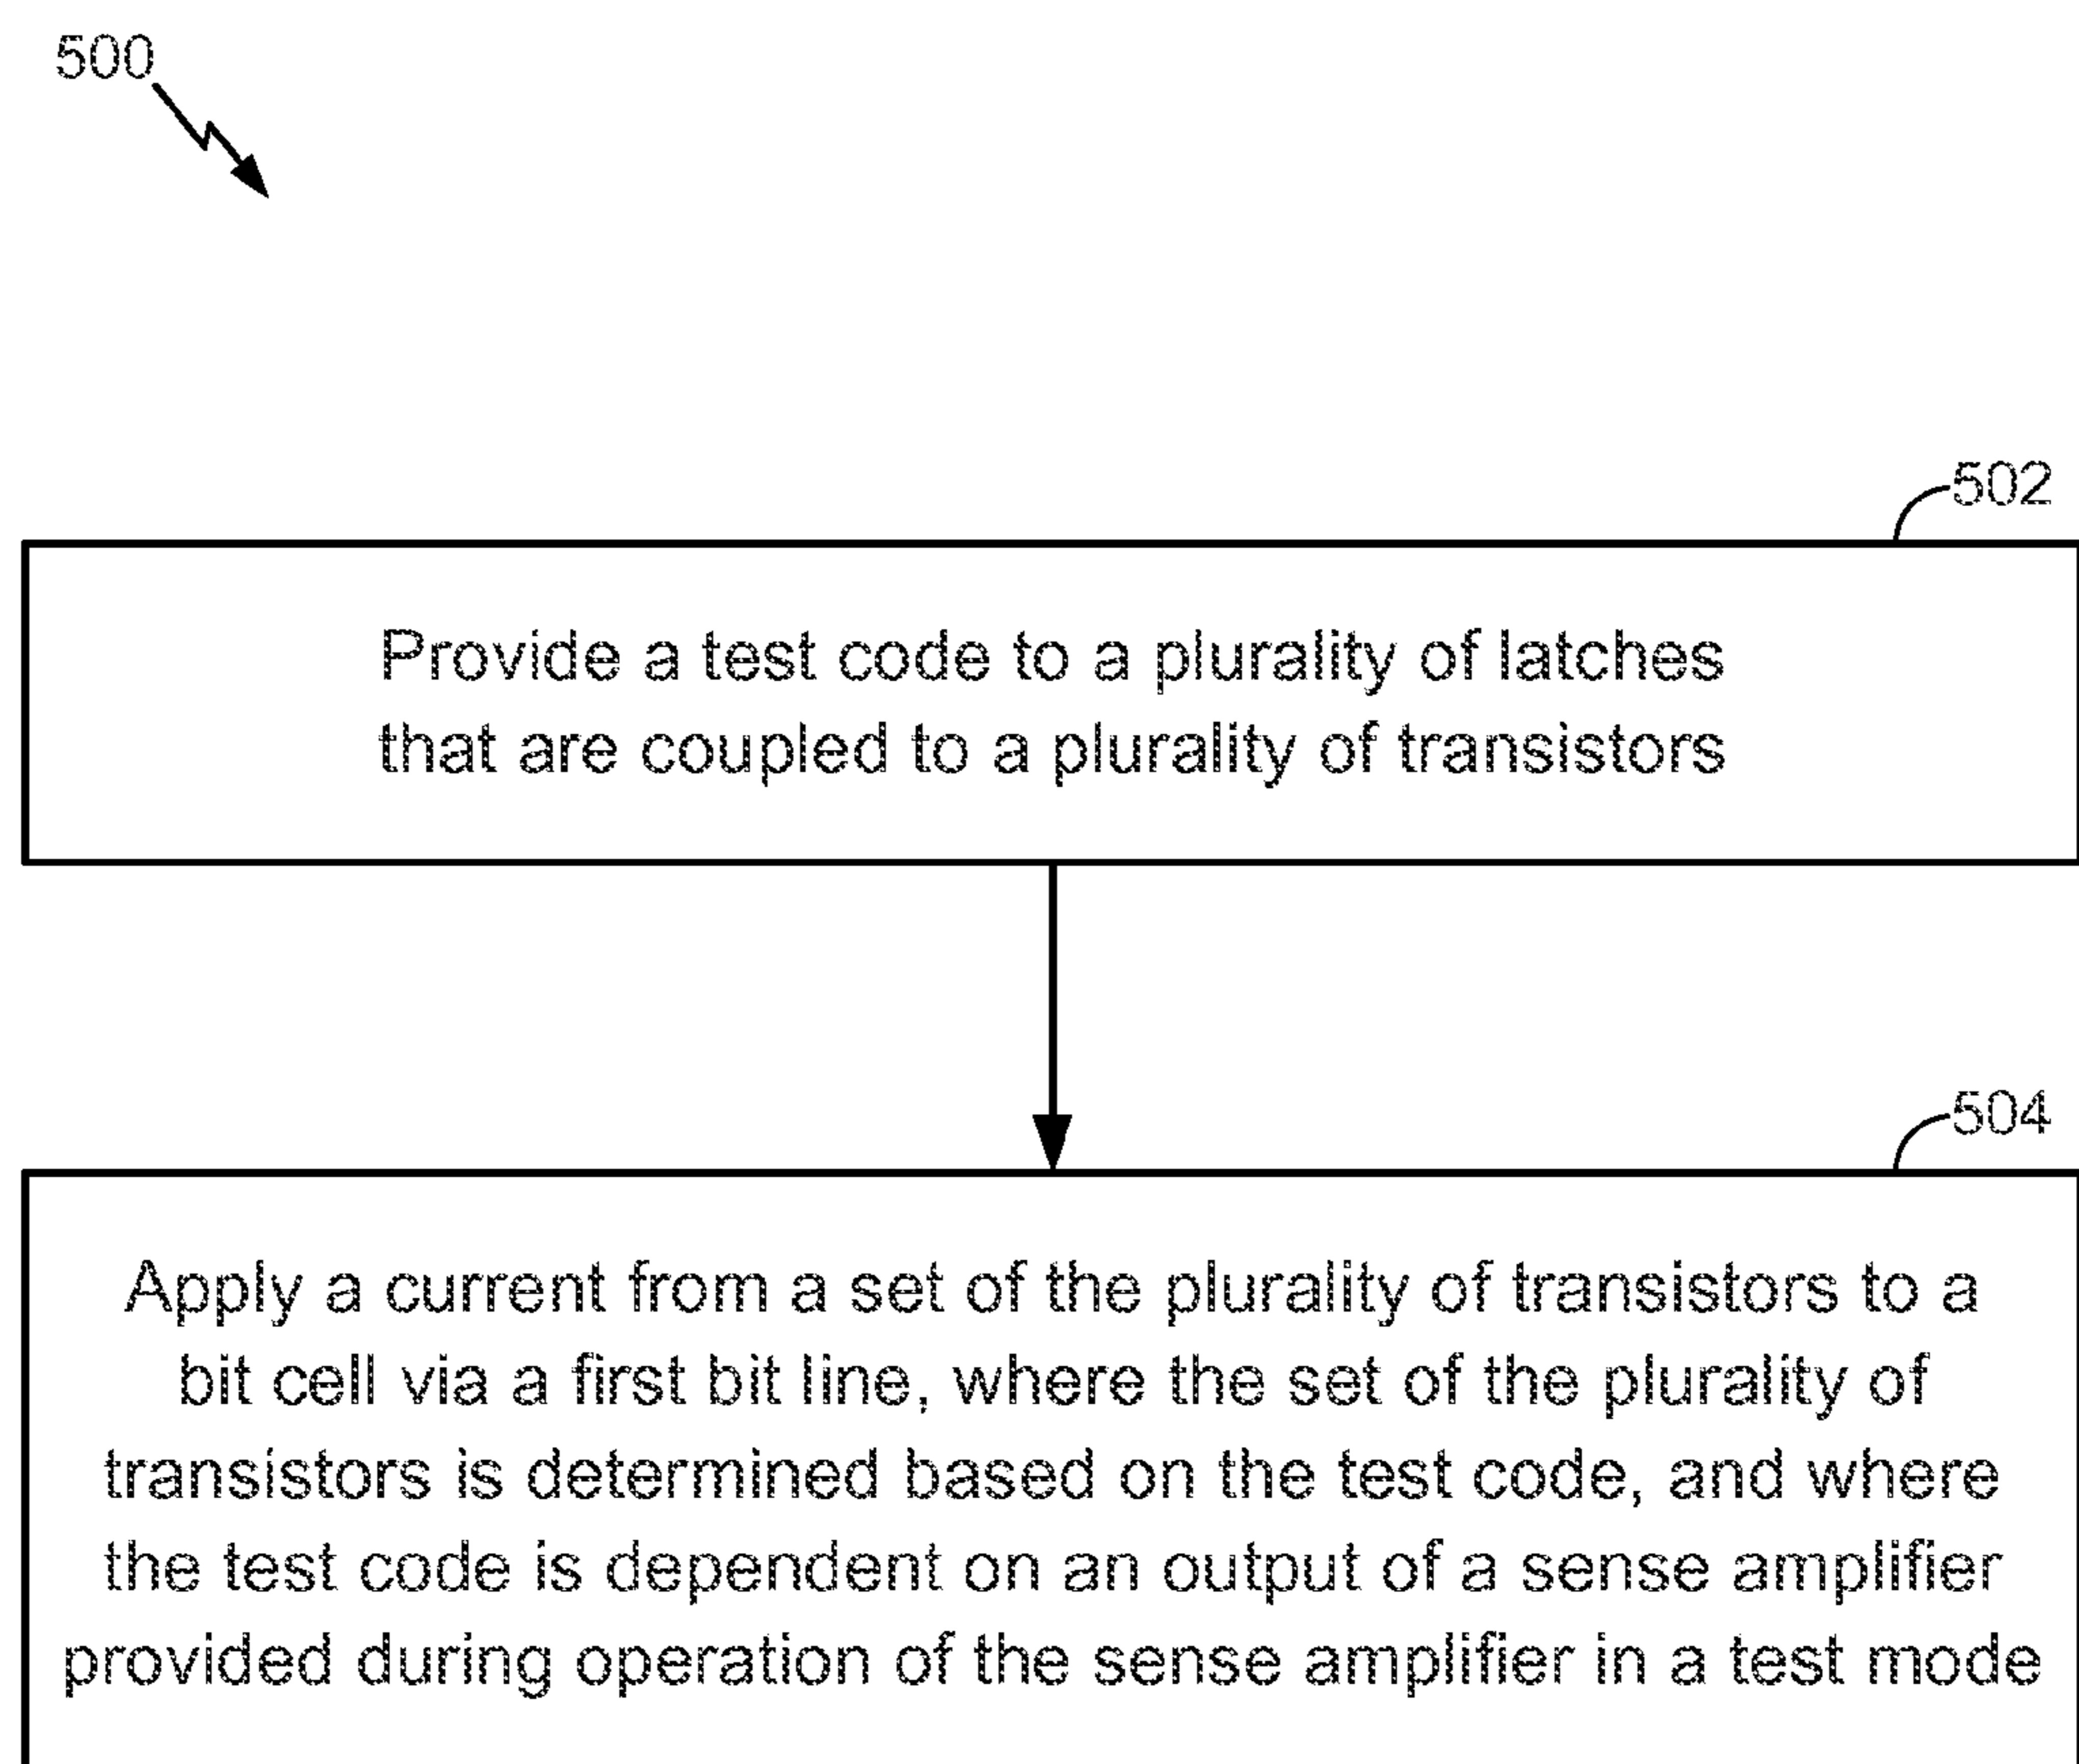 500
502
Provide a test code to a plurality of latches
that are coupled to a plurality of transistors
504
Apply a current from a set of the plurality of transistors to a
bit cell via a first bit line, where the set of the plurality of
transistors is determined based on the test code, and where
the test code is dependent on an output of a sense amplifier
provided during operation of the sense amplifier in a test mode